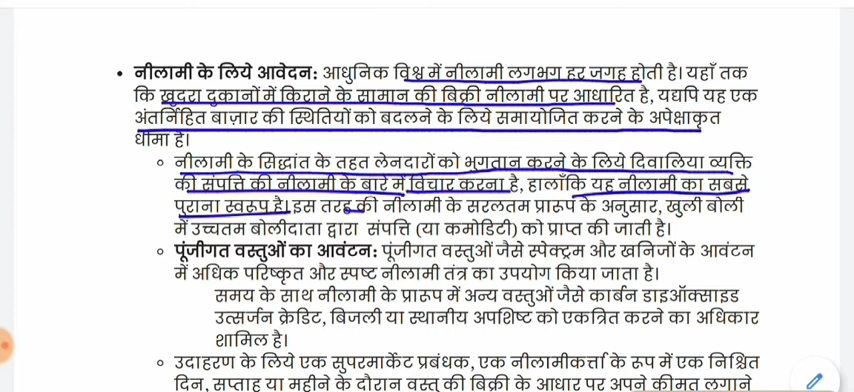 • नीलामी के लिये आवेदन: आधुनिक विश्व में नीलामी लगभग हर जगह होती है। यहाँ तक
कि खुदरा दुकानों में किराने के सामान की बिक्री नीलामी पर आधारित है, यद्यपि यह एक
अंतर्निहित बाज़ार की स्थितियों को बदलने के लिये समायोजित करने के अपेक्षाकृत
धीमा है।
० नीलामी के सिद्धांत के तहत लेनदारों को भुगतान करने के लिये दिवालिया व्यक्ति
की संपत्ति की नीलामी के बारे में विचार करना है, हालाँकि यह नीलामी का सबसे
पुराना स्वरूप है। इस तरह की नीलामी के सरलतम प्रारूप के अनुसार, खुली बोली
में उच्चतम बोलीदाता द्वारा संपत्ति (या कमोडिटी) को प्राप्त की जाती है।
० पूंजीगत वस्तुओं का आवंटन: पूंजीगत वस्तुओं जैसे स्पेक्ट्रम और खनिजों के आवंटन
में अधिक परिष्कृत और स्पष्ट नीलामी तंत्र का उपयोग किया जाता है।
समय के साथ नीलामी के प्रारूप में अन्य वस्तुओं जैसे कार्बन डाइऑक्साइड
उत्सर्जन क्रेडिट, बिजली या स्थानीय अपशिष्ट को एकत्रित करने का अधिकार
शामिल है।
० उदाहरण के लिये एक सुपरमार्केट प्रबंधक, एक नीलामीकर्त्ता के रूप में एक निश्चित
दिन, सप्ताह या महीने के दौरान वस्तु की बिक्री के आधार पर अपने कीमत लगाने